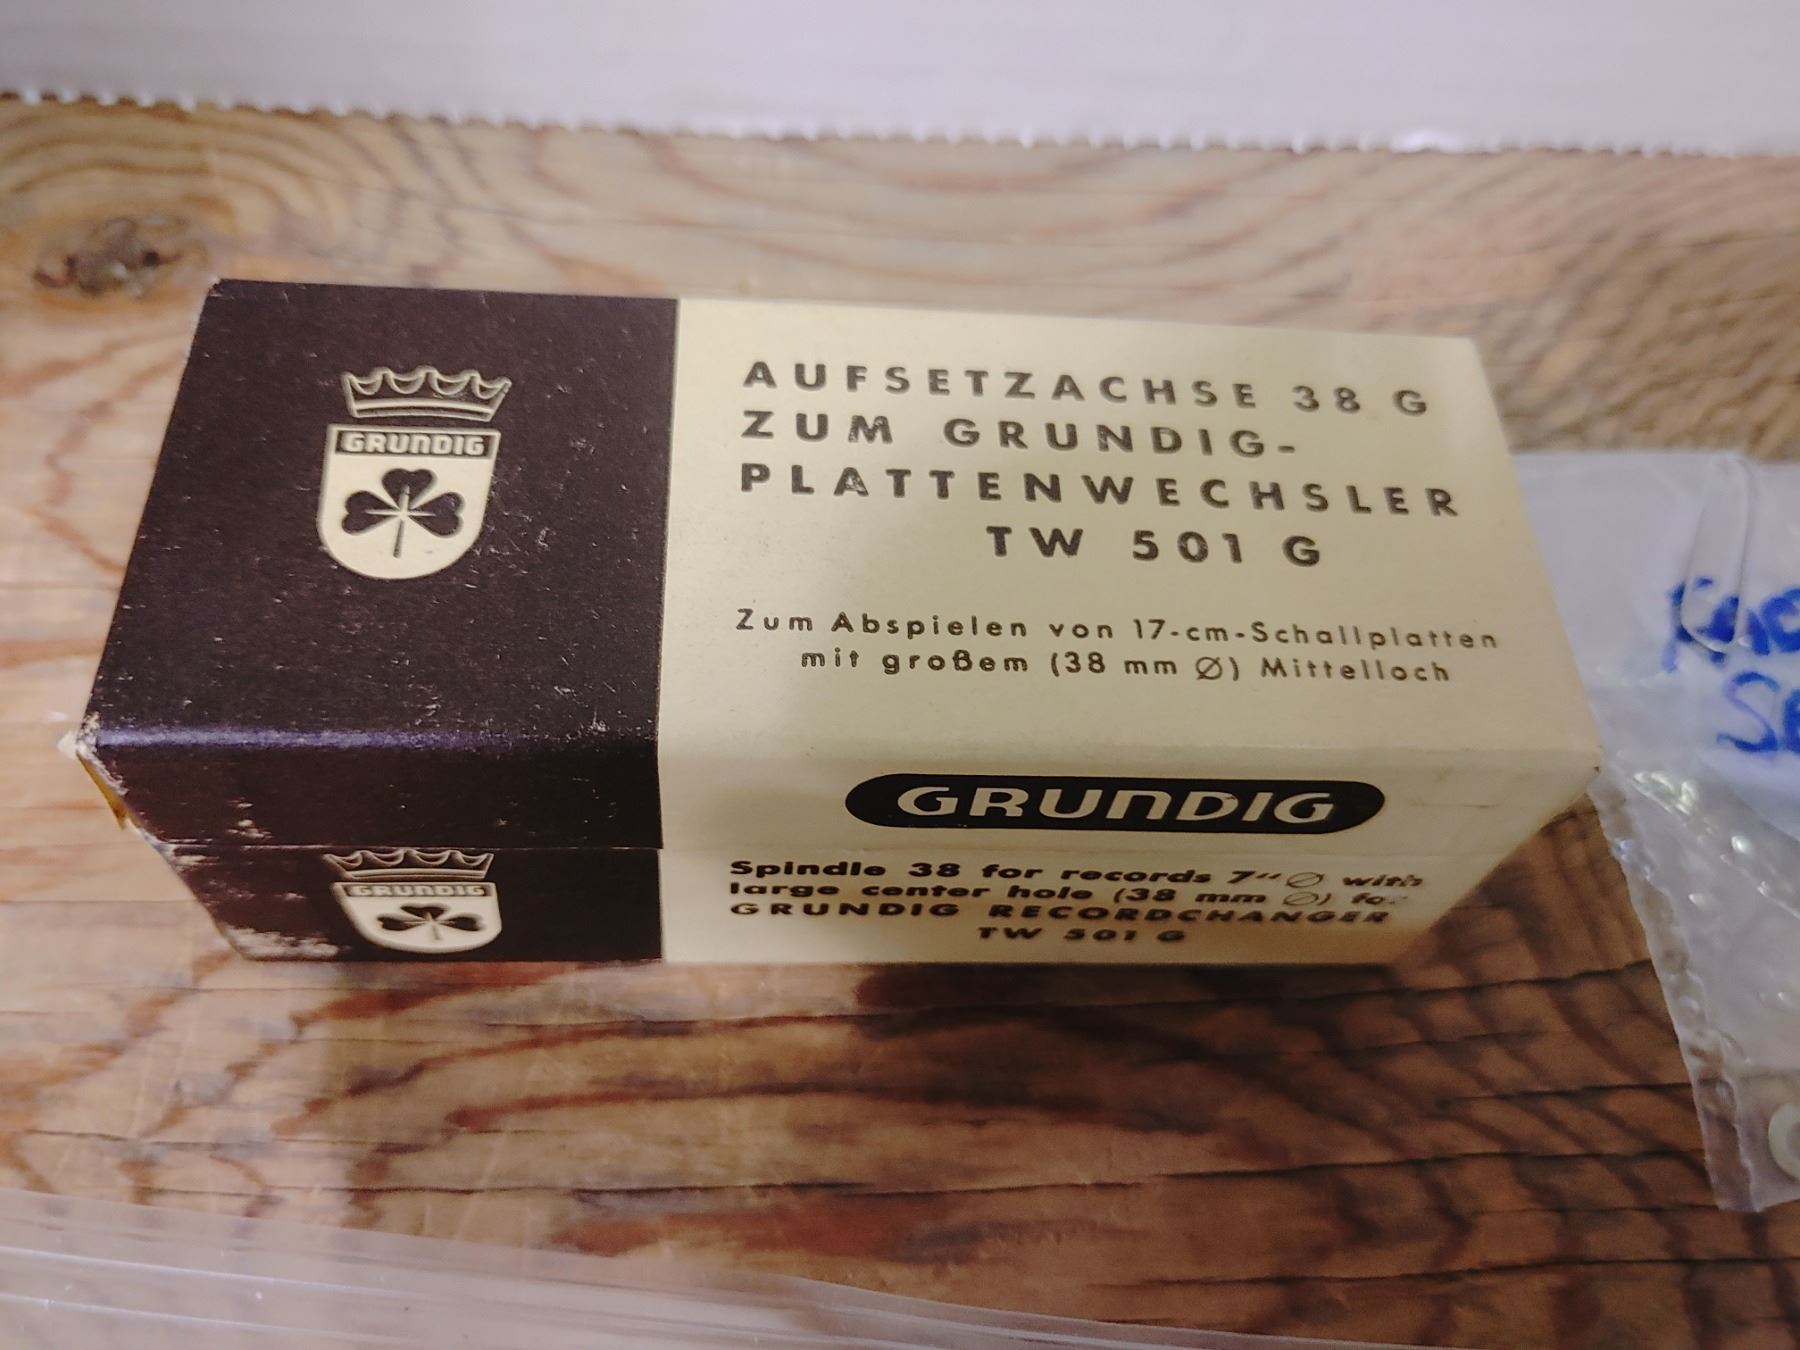 GRUNDIG
AUFSETZACHSE 38 G
ZUM GRUNDIG-
PLATTENWECHSLER
TW 501 G
Zum Abspielen von 17-cm-Schallplatten
mit großem (38 mm Ø) Mittelloch
GRUNDIG
GRUNDIG
Spindle 38 for records 7“ Ø with
large center hole (38 mm Ø) for
GRUNDIG RECORDCHANGER
TW 501 G